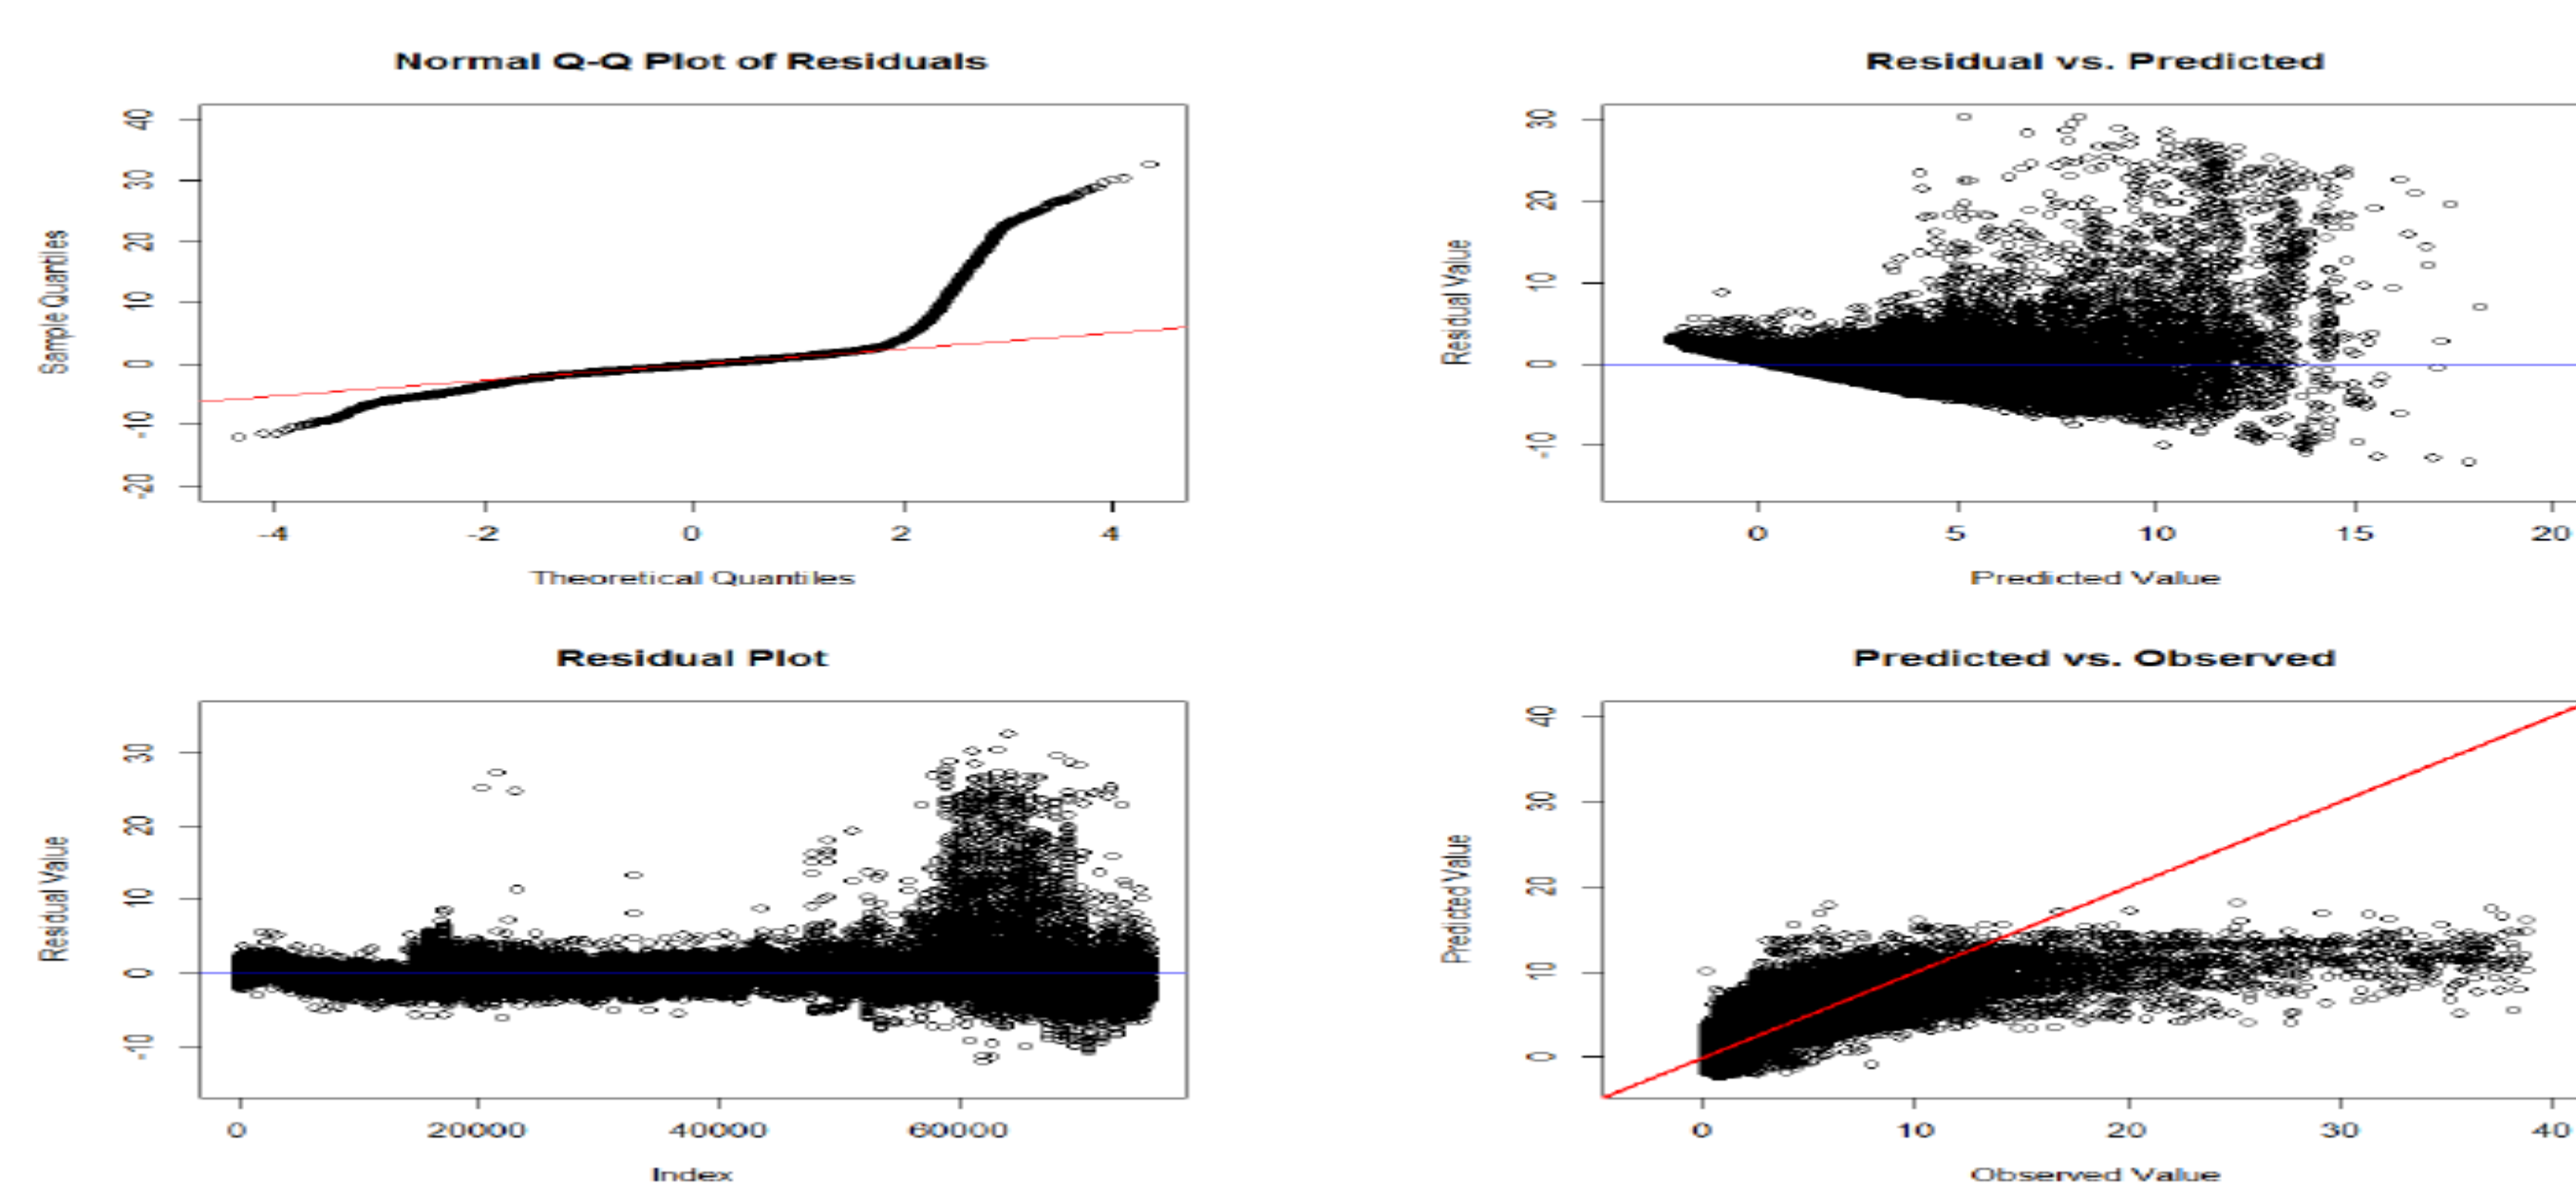 Normal Q-Q Plot of Residuals
Sample Quantiles
40
30
20
10
0
-10
-20
-4 -2 0 2 4
Theoretical Quantiles
Residual vs. Predicted
Residual Value
30
20
10
0
-10
0 5 10 15 20
Predicted Value
Residual Plot
Residual Value
30
20
10
0
-10
0 20000 40000 60000
Index
Predicted vs. Observed
Predicted Value
40
30
20
10
0
0 10 20 30 40
Observed Value